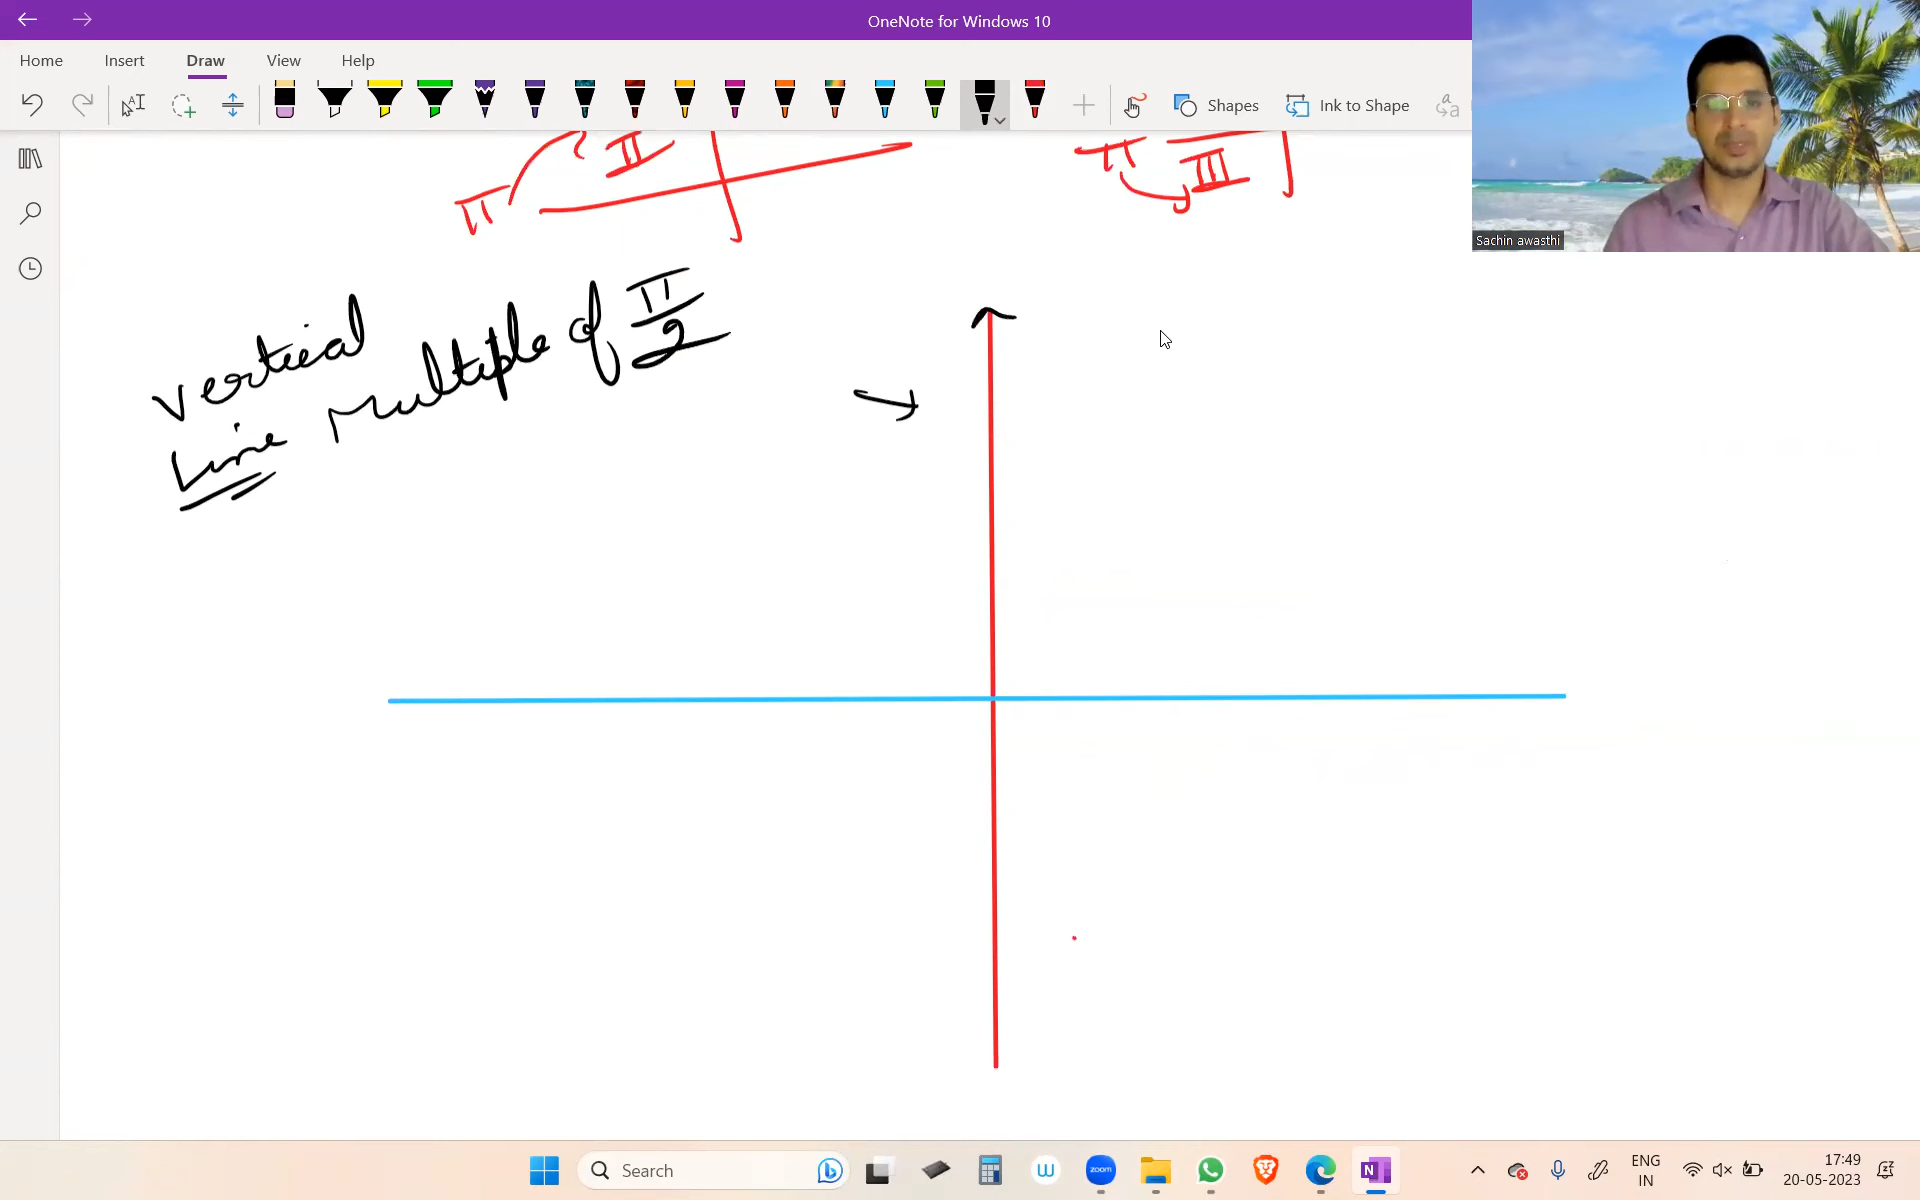 OneNote for Windows 10
Home Insert Draw View Help
Shapes Ink to Shape
II
π
π
III
Sachin awasthi
vertical
Line Multiple of π/2
Search
zoom
ENG
IN
17:49
20-05-2023